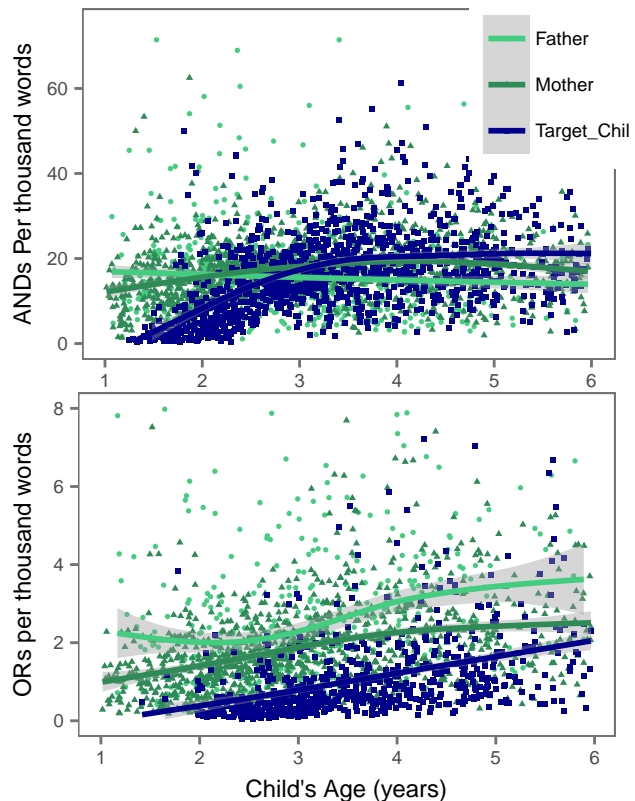 Father
Mother
Target_Chil
ANDs Per thousand words
60
40
20
0
1 2 3 4 5 6
ORs per thousand words
8
6
4
2
0
1 2 3 4 5 6
Child's Age (years)